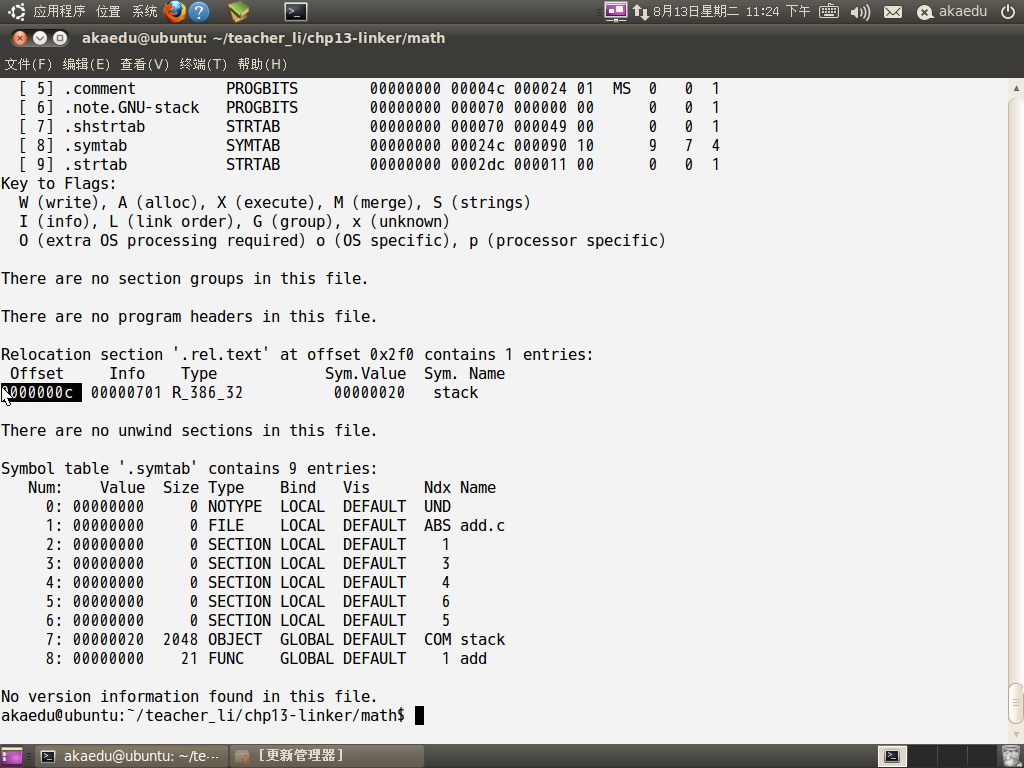 应用程序 位置 系统 8月13日星期二 11:24 下午 akaedu
akaedu@ubuntu: ~/teacher_li/chp13-linker/math
文件(F) 编辑(E) 查看(V) 终端(T) 帮助(H)
[ 5] .comment PROGBITS 00000000 00004c 000024 01 MS 0 0 1
[ 6] .note.GNU-stack PROGBITS 00000000 000070 000000 00 0 0 1
[ 7] .shstrtab STRTAB 00000000 000070 000049 00 0 0 1
[ 8] .symtab SYMTAB 00000000 00024c 000090 10 9 7 4
[ 9] .strtab STRTAB 00000000 0002dc 000011 00 0 0 1
Key to Flags:
W (write), A (alloc), X (execute), M (merge), S (strings)
I (info), L (link order), G (group), x (unknown)
O (extra OS processing required) o (OS specific), p (processor specific)
There are no section groups in this file.
There are no program headers in this file.
Relocation section '.rel.text' at offset 0x2f0 contains 1 entries:
Offset Info Type Sym.Value Sym. Name
0000000c 00000701 R_386_32 00000020 stack
There are no unwind sections in this file.
Symbol table '.symtab' contains 9 entries:
Num: Value Size Type Bind Vis Ndx Name
0: 00000000 0 NOTYPE LOCAL DEFAULT UND
1: 00000000 0 FILE LOCAL DEFAULT ABS add.c
2: 00000000 0 SECTION LOCAL DEFAULT 1
3: 00000000 0 SECTION LOCAL DEFAULT 3
4: 00000000 0 SECTION LOCAL DEFAULT 4
5: 00000000 0 SECTION LOCAL DEFAULT 6
6: 00000000 0 SECTION LOCAL DEFAULT 5
7: 00000020 2048 OBJECT GLOBAL DEFAULT COM stack
8: 00000000 21 FUNC GLOBAL DEFAULT 1 add
No version information found in this file.
akaedu@ubuntu:~/teacher_li/chp13-linker/math$
akaedu@ubuntu: ~/te··· [更新管理器]